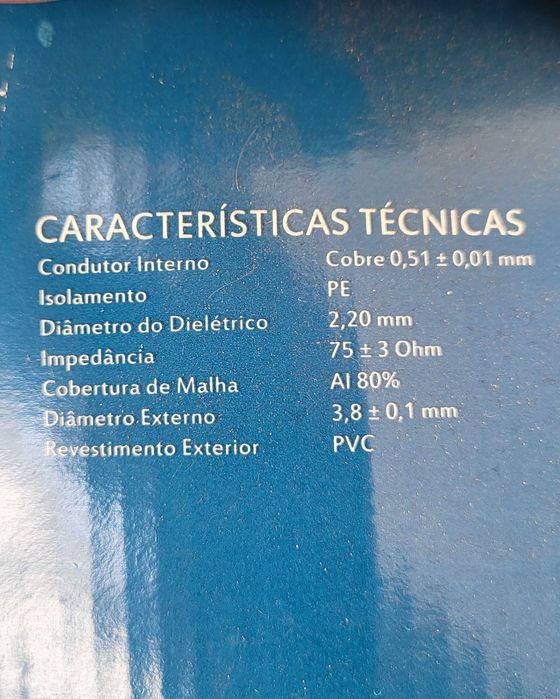 CARACTERÍSTICAS TÉCNICAS
Condutor Interno Cobre 0,51 ± 0,01 mm
Isolamento PE
Diâmetro do Dielétrico 2,20 mm
Impedância 75 ± 3 Ohm
Cobertura de Malha Al 80%
Diâmetro Externo 3,8 ± 0,1 mm
Revestimento Exterior PVC